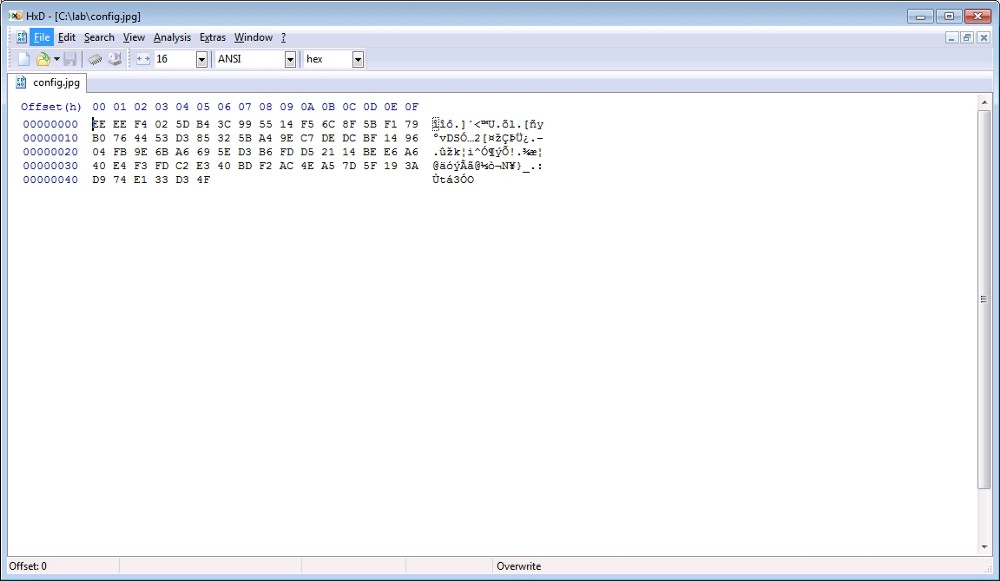 HxD - [C:\lab\config.jpg]
File Edit Search View Analysis Extras Window ?
16 ANSI hex
config.jpg
Offset(h) 00 01 02 03 04 05 06 07 08 09 0A 0B 0C 0D 0E 0F
00000000 EE EE F4 02 5D B4 3C 99 55 14 F5 6C 8F 5B F1 79 îîô.]´<™U.õl.[ñy
00000010 B0 76 44 53 D3 85 32 5B A4 9E C7 DE DC BF 14 96 °vDSÓ…2[¤žÇÞÜ¿.–
00000020 04 FB 9E 6B A6 69 5E D3 B6 FD D5 21 14 BE E6 A6 .ûžk¦i^Ó¶ýÕ!.¾æ¦
00000030 40 E4 F3 FD C2 E3 40 BD F2 AC 4E A5 7D 5F 19 3A @äóýÂã@½ò¬N¥}_.:
00000040 D9 74 E1 33 D3 4F Ùtá3ÓO
Offset: 0 Overwrite